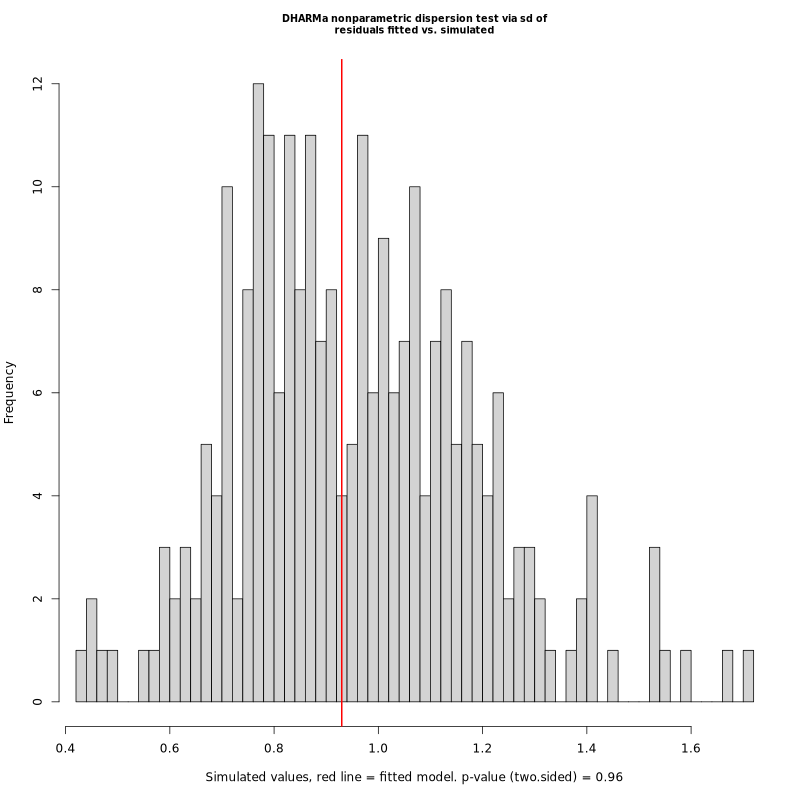 DHARMa nonparametric dispersion test via sd of
residuals fitted vs. simulated
Frequency
12
10
8
6
4
2
0
0.4 0.6 0.8 1.0 1.2 1.4 1.6
Simulated values, red line = fitted model. p-value (two.sided) = 0.96